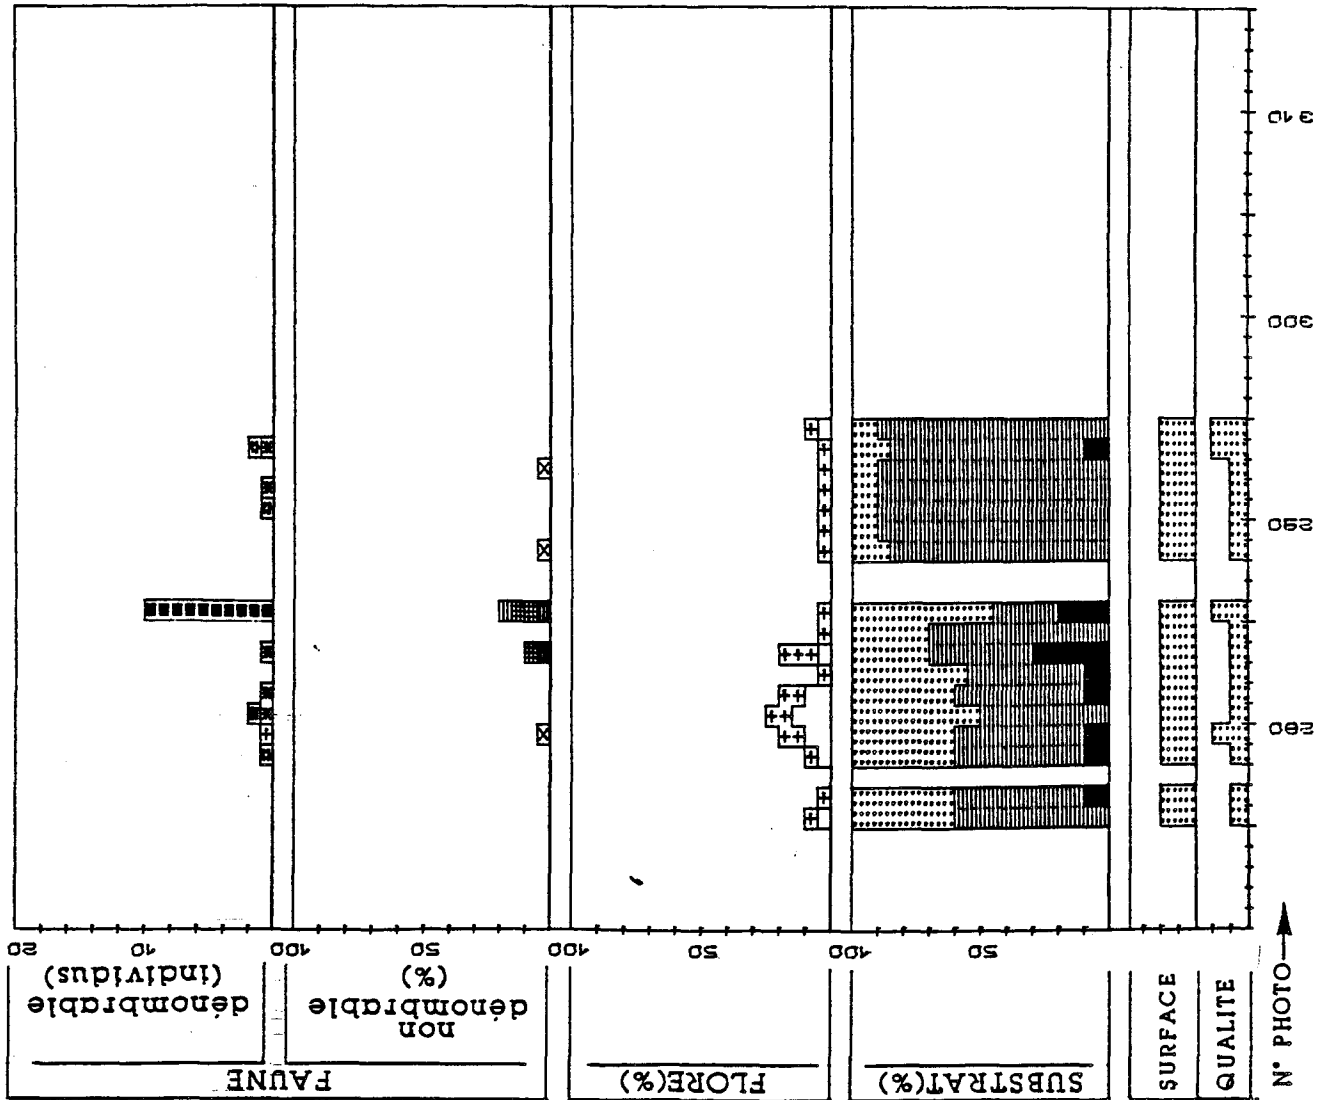 FAUNE
dénombrable
(individus)
non
dénombrable
(%)
FLORE(%)
SUBSTRAT(%)
SURFACE
QUALITE
N° PHOTO
20
10
100
50
100
50
100
50
280
290
300
310